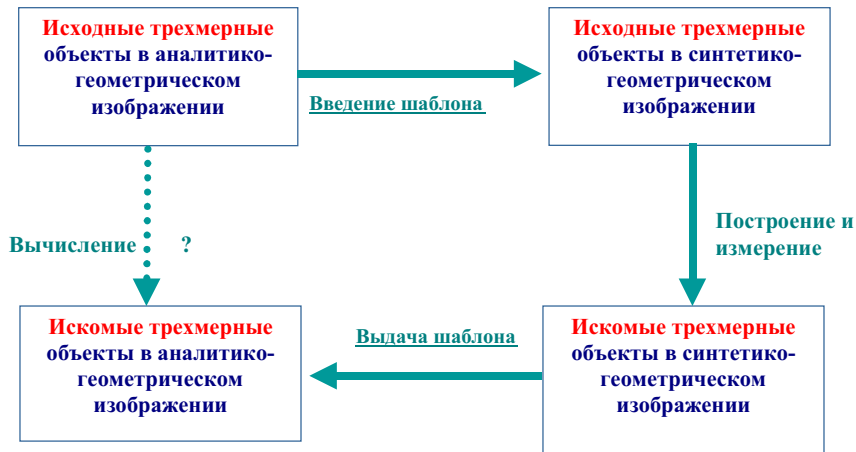 Исходные трехмерные
объекты в аналитико-
геометрическом
изображении
Введение шаблона
Исходные трехмерные
объекты в синтетико-
геометрическом
изображении
Вычисление ?
Построение и
измерение
Искомые трехмерные
объекты в аналитико-
геометрическом
изображении
Выдача шаблона
Искомые трехмерные
объекты в синтетико-
геометрическом
изображении